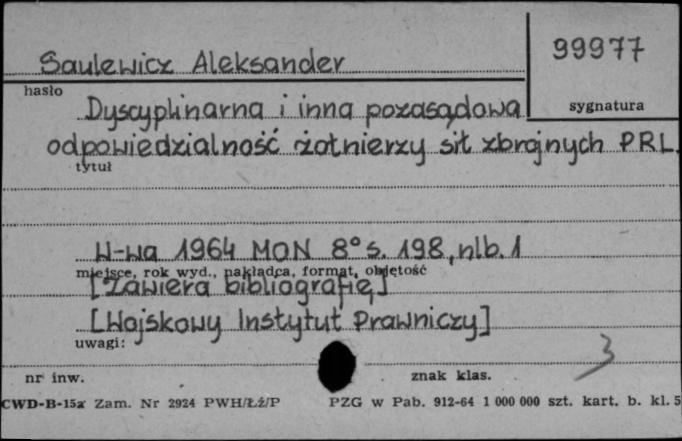 Saulewicz Aleksander
99977
hasło
Dyscyplinarna i inna pozasądowa
sygnatura
odpowiedzialność żołnierzy sił zbrojnych PRL.
tytuł
W-wa 1964 MON 8° s. 198, nlb. 1
miejsce, rok wyd., nakładca, format, objętość
[Zawiera bibliografię]
[Wojskowy Instytut Prawniczy]
uwagi:
3
nr inw.
znak klas.
CWD-B-15a Zam. Nr 2924 PWH/Łź/P
PZG w Pab. 912-64 1 000 000 szt. kart. b. kl. 5